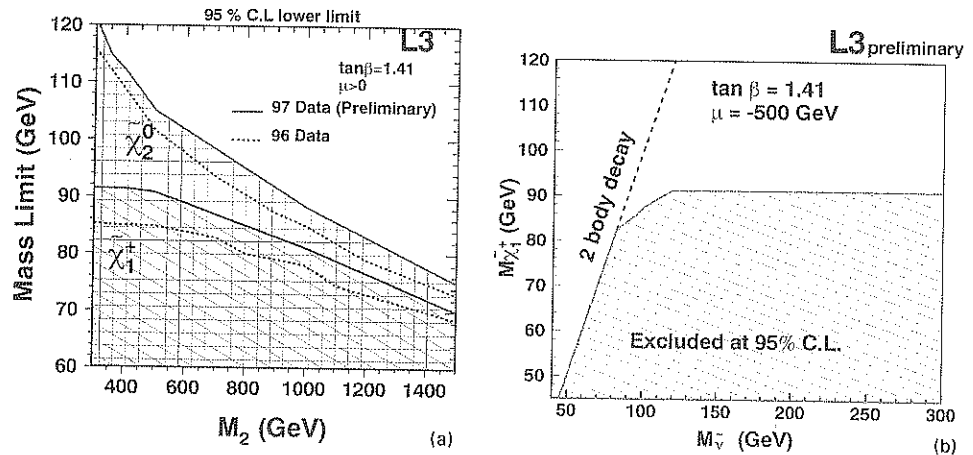 95 % C.L lower limit
L3
tanβ=1.41
μ>0
97 Data (Preliminary)
96 Data
χ̃⁰₂
χ̃⁺₁
Mass Limit (GeV)
120
110
100
90
80
70
60
400 600 800 1000 1200 1400
M₂ (GeV)
(a)
L3 preliminary
tan β = 1.41
μ = -500 GeV
2 body decay
Excluded at 95% C.L.
Mχ̃₁⁺ (GeV)
120
110
100
90
80
70
60
50
50 100 150 200 250 300
Mν̃ (GeV)
(b)